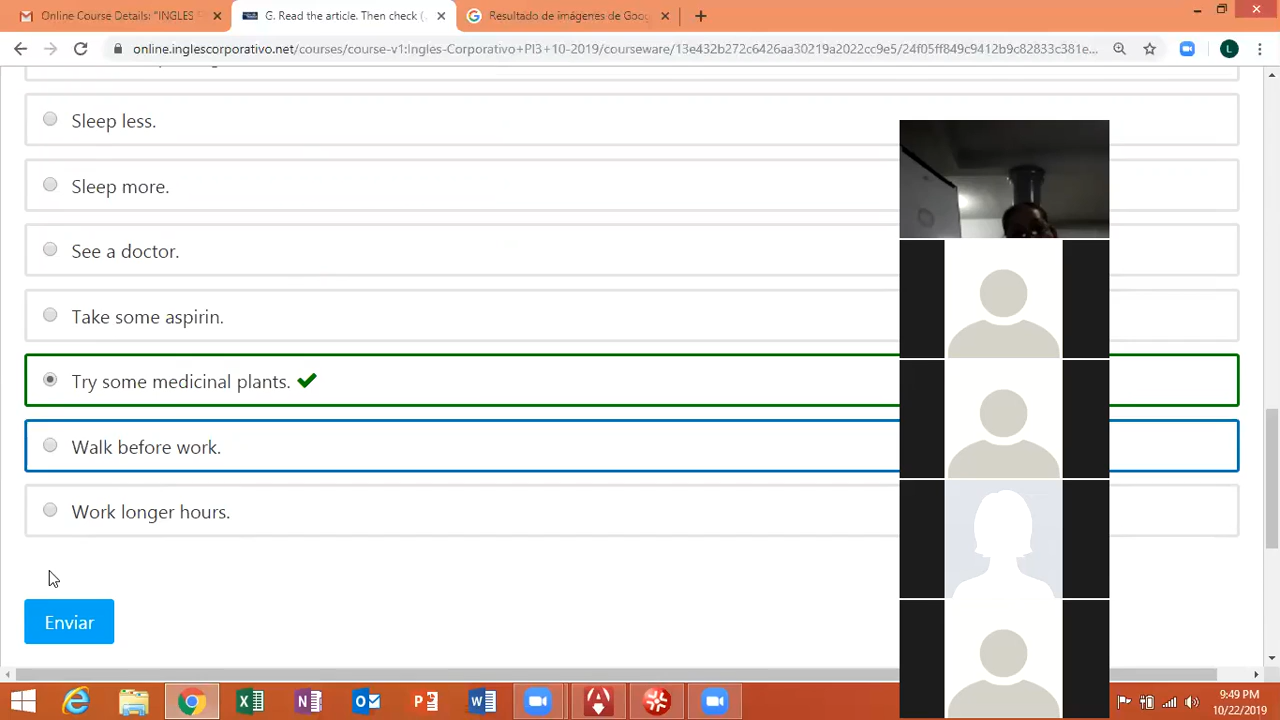 Online Course Details: "INGLES
G. Read the article. Then check (
Resultado de imágenes de Goog
online.inglescorporativo.net/courses/course-v1:Ingles-Corporativo+PI3+10-2019/courseware/13e432b272c6426aa30219a2022cc9e5/24f05ff849c9412b9c82833c381e...
L
Sleep less.
Sleep more.
See a doctor.
Take some aspirin.
Try some medicinal plants.
Walk before work.
Work longer hours.
Enviar
9:49 PM
10/22/2019